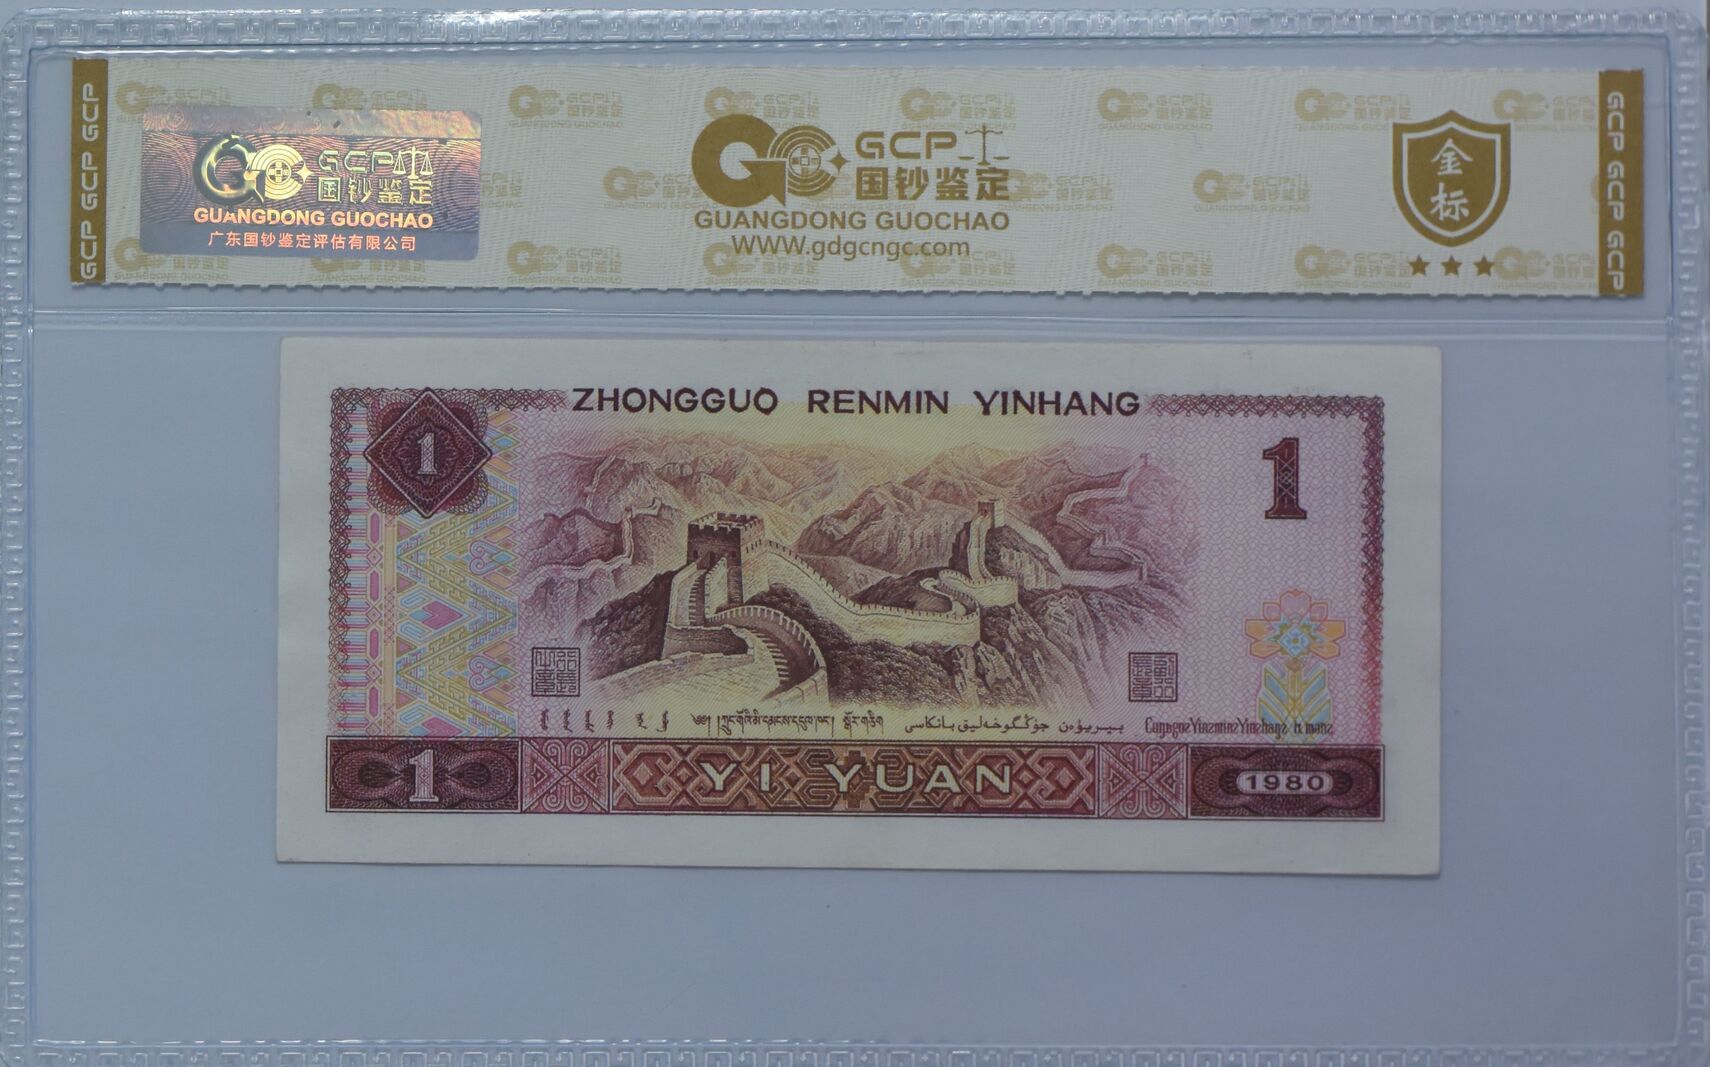 GCP GCP GCP
GCP
国钞鉴定
GUANGDONG GUOCHAO
广东国钞鉴定评估有限公司
GCP
国钞鉴定
GUANGDONG GUOCHAO
WWW.gdgcngc.com
金标
GCP GCP GCP
ZHONGGUO RENMIN YINHANG
1
1
1
YI YUAN
1980